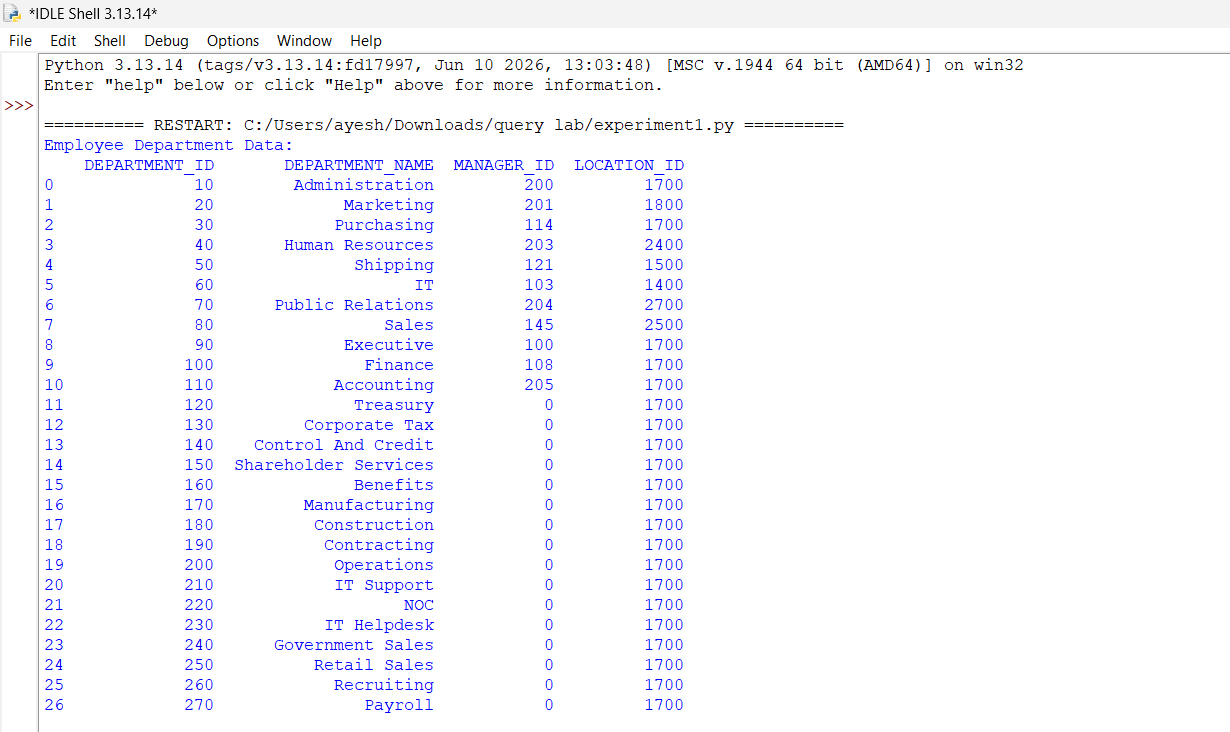 *IDLE Shell 3.13.14*
File Edit Shell Debug Options Window Help
Python 3.13.14 (tags/v3.13.14:fd17997, Jun 10 2026, 13:03:48) [MSC v.1944 64 bit (AMD64)] on win32
Enter "help" below or click "Help" above for more information.
>>>
========== RESTART: C:/Users/ayesh/Downloads/query lab/experiment1.py ==========
Employee Department Data:
    DEPARTMENT_ID       DEPARTMENT_NAME  MANAGER_ID  LOCATION_ID
0              10        Administration         200         1700
1              20             Marketing         201         1800
2              30            Purchasing         114         1700
3              40       Human Resources         203         2400
4              50              Shipping         121         1500
5              60                    IT         103         1400
6              70      Public Relations         204         2700
7              80                 Sales         145         2500
8              90             Executive         100         1700
9             100               Finance         108         1700
10            110            Accounting         205         1700
11            120              Treasury           0         1700
12            130         Corporate Tax           0         1700
13            140    Control And Credit           0         1700
14            150  Shareholder Services           0         1700
15            160              Benefits           0         1700
16            170         Manufacturing           0         1700
17            180          Construction           0         1700
18            190           Contracting           0         1700
19            200            Operations           0         1700
20            210            IT Support           0         1700
21            220                   NOC           0         1700
22            230           IT Helpdesk           0         1700
23            240      Government Sales           0         1700
24            250          Retail Sales           0         1700
25            260            Recruiting           0         1700
26            270               Payroll           0         1700